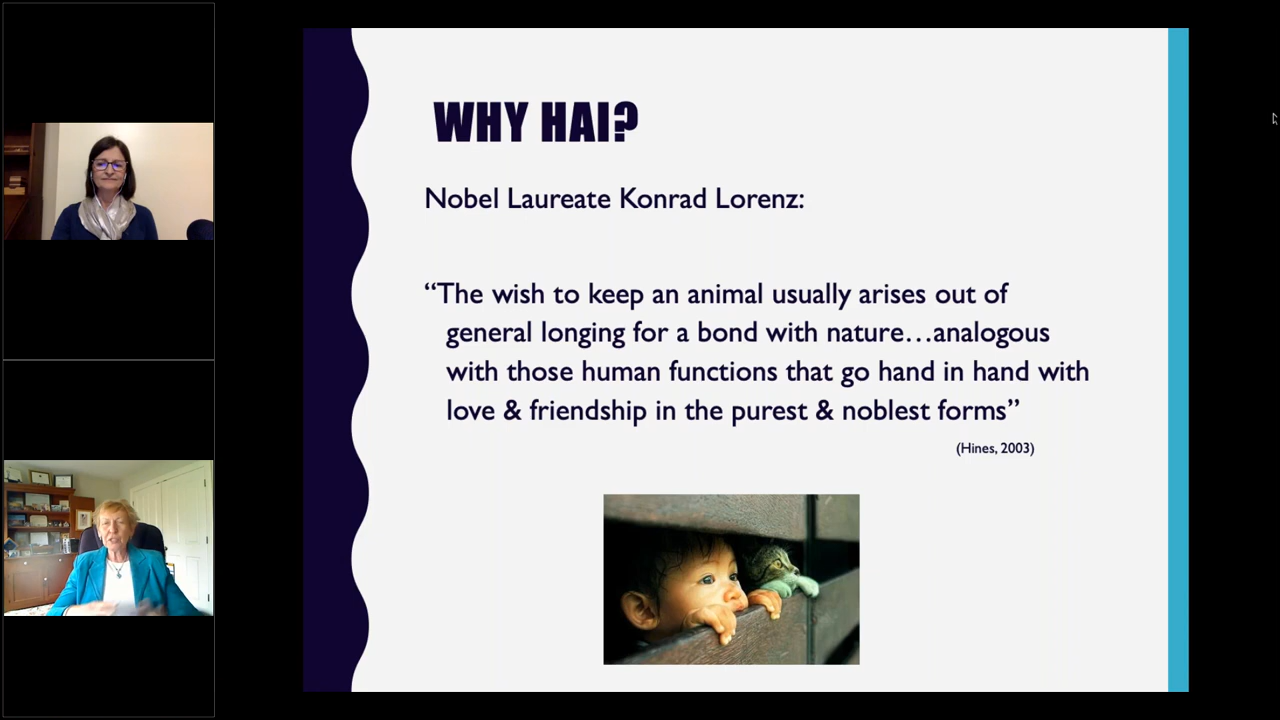 WHY HAI?
Nobel Laureate Konrad Lorenz:
“The wish to keep an animal usually arises out of
general longing for a bond with nature…analogous
with those human functions that go hand in hand with
love & friendship in the purest & noblest forms”
(Hines, 2003)